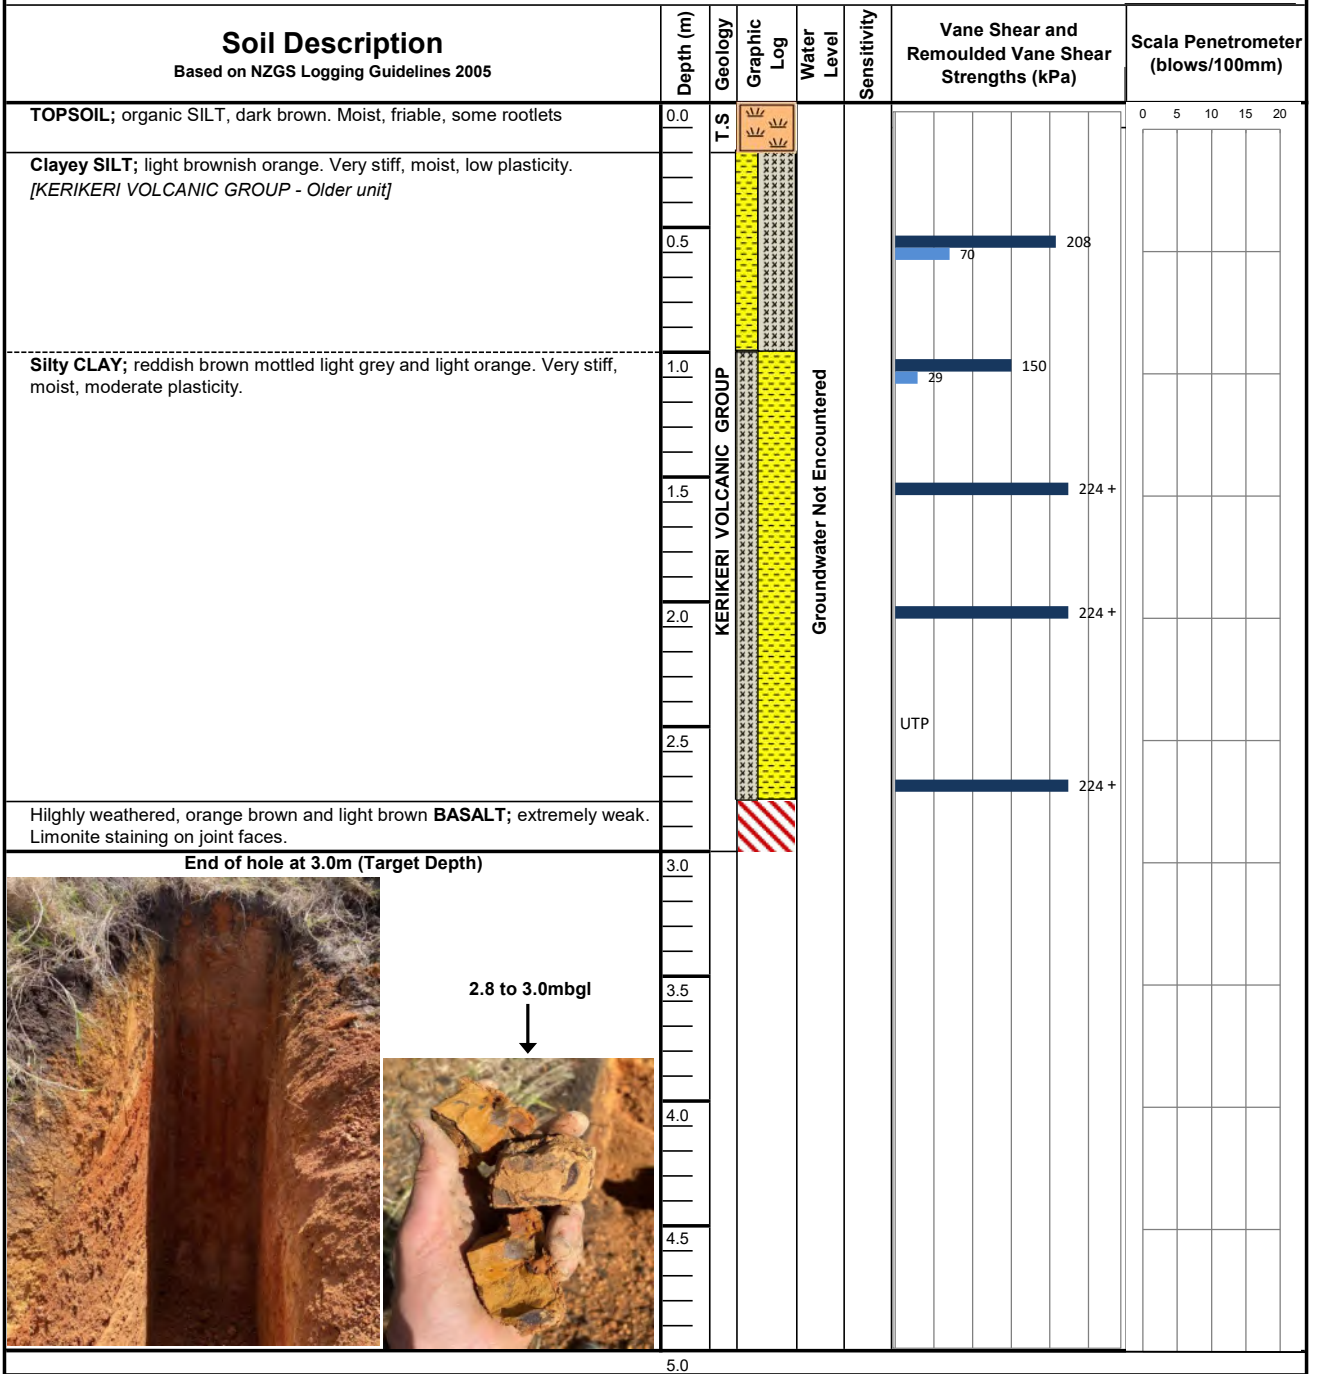 Soil Description
Based on NZGS Logging Guidelines 2005
Depth (m)
Geology
Graphic
Log
Water
Level
Sensitivity
Vane Shear and
Remoulded Vane Shear
Strengths (kPa)
Scala Penetrometer
(blows/100mm)
TOPSOIL; organic SILT, dark brown. Moist, friable, some rootlets
0.0
T.S
0 5 10 15 20
Clayey SILT; light brownish orange. Very stiff, moist, low plasticity.
[KERIKERI VOLCANIC GROUP - Older unit]
0.5
208
70
Silty CLAY; reddish brown mottled light grey and light orange. Very stiff,
moist, moderate plasticity.
1.0
150
29
KERIKERI VOLCANIC GROUP
Groundwater Not Encountered
1.5
224 +
2.0
224 +
UTP
2.5
224 +
Hilghly weathered, orange brown and light brown BASALT; extremely weak.
Limonite staining on joint faces.
End of hole at 3.0m (Target Depth)
3.0
2.8 to 3.0mbgl
3.5
4.0
4.5
5.0